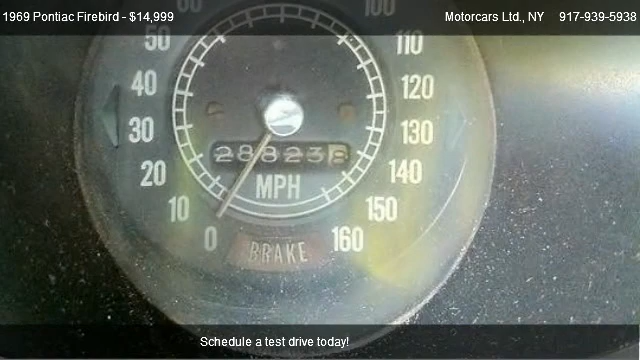 1969 Pontiac Firebird - $14,999
Motorcars Ltd., NY 917-939-5938
100
50
110
40
120
30
130
28823
20
140
MPH
10
150
0
BRAKE
160
Schedule a test drive today!